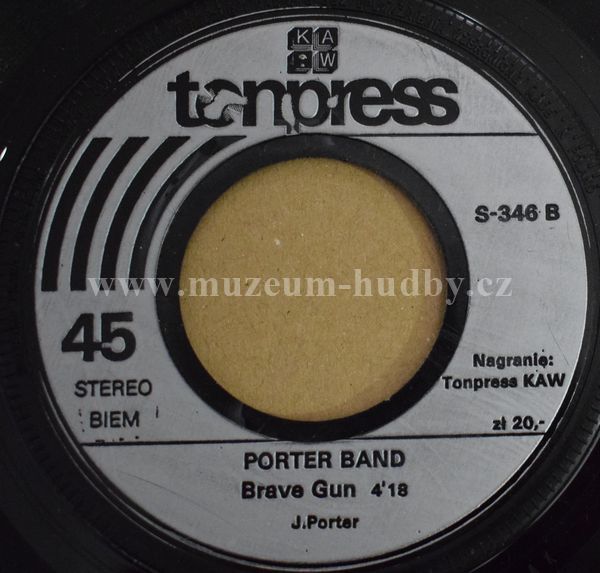 KAW
tonpress
S-346 B
www.muzeum-hudby.cz
45
STEREO
BIEM
Nagranie:
Tonpress KAW
zł 20,-
PORTER BAND
Brave Gun 4'18
J.Porter